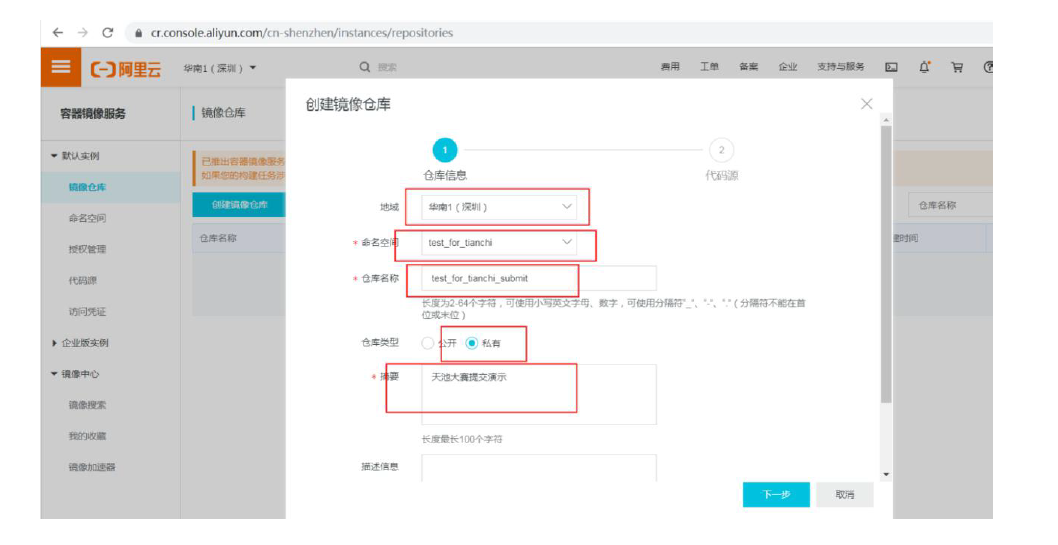 cr.console.aliyun.com/cn-shenzhen/instances/repositories
阿里云
华南1（深圳）
搜索
费用 工单 备案 企业 支持与服务
容器镜像服务
镜像仓库
创建镜像仓库
1
2
仓库信息
代码源
默认实例
镜像仓库
命名空间
授权管理
代码源
访问凭证
企业版实例
镜像中心
镜像搜索
我的收藏
镜像加速器
已推出容器镜像服务
如果您的构建任务涉
创建镜像仓库
仓库名称
仓库名称
建时间
地域 华南1（深圳）
* 命名空间 test_for_tianchi
* 仓库名称 test_for_tianchi_submit
长度为2-64个字符，可使用小写英文字母、数字，可使用分隔符"_"、"-"、"."（分隔符不能在首
位或末位）
仓库类型 公开 私有
* 摘要 天池大赛提交演示
长度最长100个字符
描述信息
下一步 取消